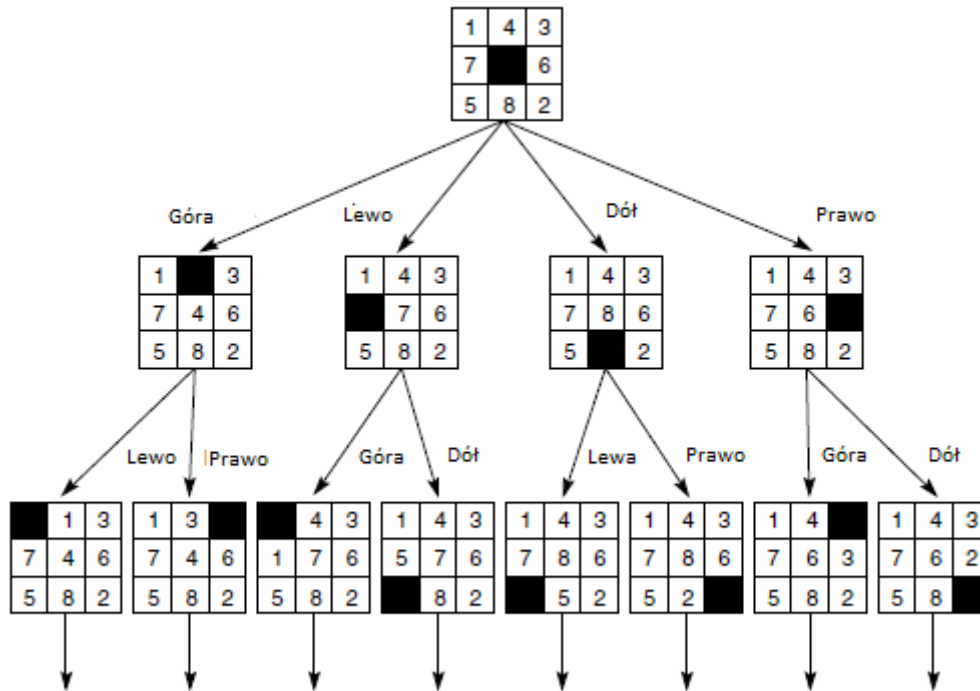 1 4 3
7 6
5 8 2
Góra Lewo Dół Prawo
1 3 1 4 3 1 4 3 1 4 3
7 4 6 7 6 7 8 6 7 6
5 8 2 5 8 2 5 2 5 8 2
Lewo Prawo Góra Dół Lewa Prawo Góra Dół
1 3 1 3 4 3 1 4 3 1 4 3 1 4 3 1 4 1 4 3
7 4 6 7 4 6 1 7 6 5 7 6 7 8 6 7 8 6 7 6 3 7 6 2
5 8 2 5 8 2 5 8 2 8 2 5 2 5 2 5 8 2 5 8